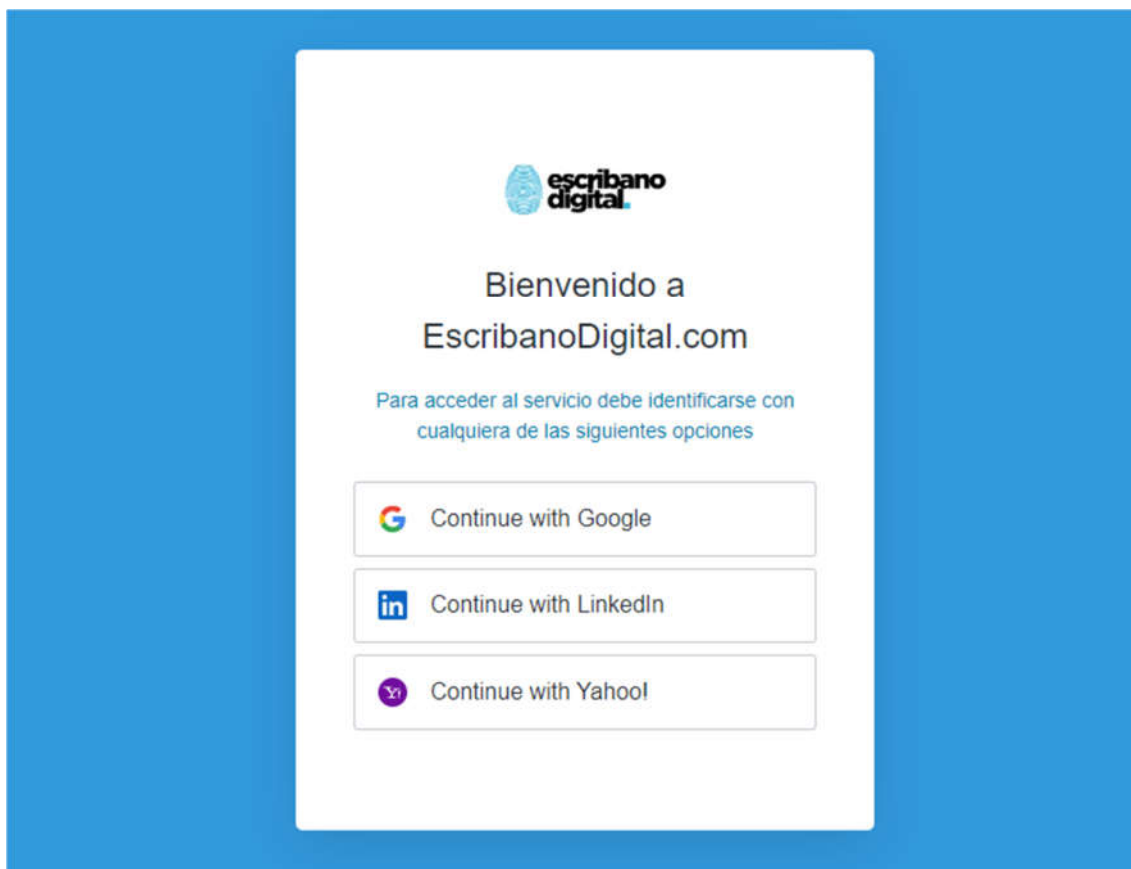 escribano
digital.
Bienvenido a
EscribanoDigital.com
Para acceder al servicio debe identificarse con
cualquiera de las siguientes opciones
Continue with Google
Continue with LinkedIn
Continue with Yahoo!